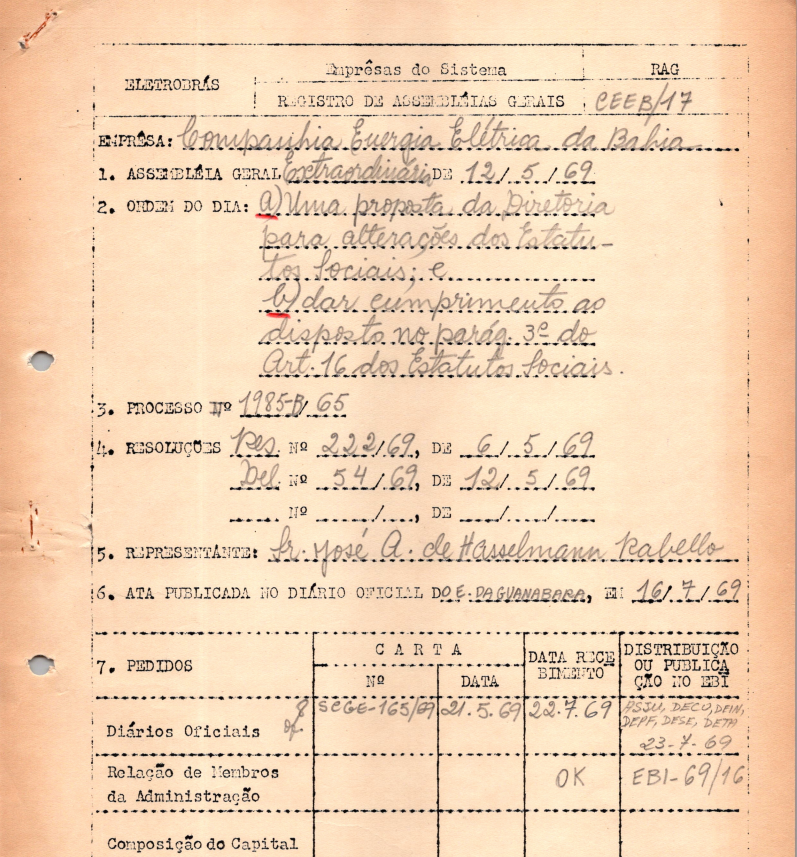 ELETROBRÁS
Emprêsas do Sistema
RAG
REGISTRO DE ASSEMBLÉIAS GERAIS
CEEB/17
EMPRÊSA: Companhia Energia Elétrica da Bahia
1. ASSEMBLÉIA GERAL Extraordinária DE 12/5/69
2. ORDEM DO DIA: a) Uma proposta da Diretoria
para alterações dos Estatu-
tos Sociais; e
b) dar cumprimento ao
disposto no parág. 3º do
Art. 16 dos Estatutos Sociais.
3. PROCESSO Nº 1985-B/65
4. RESOLUÇÕES Res. Nº 222/69, DE 6/5/69
Del. Nº 54/69, DE 12/5/69
Nº /, DE / /
5. REPRESENTANTE: Sr. José A. de Hasselmann Rabello
6. ATA PUBLICADA NO DIÁRIO OFICIAL DO E. DA GUANABARA, EM 16/7/69
7. PEDIDOS
C A R T A
Nº
DATA
DATA RECE
BIMENTO
DISTRIBUIÇÃO
OU PUBLICA
ÇÃO NO EBI
Diários Oficiais
of.
SCGE-165/69
21.5.69
22.7.69
ASJU, DECO, DEIN,
DEPF, DESE, DETA
23-7-69
Relação de Membros
da Administração
OK
EBI-69/16
Composição do Capital